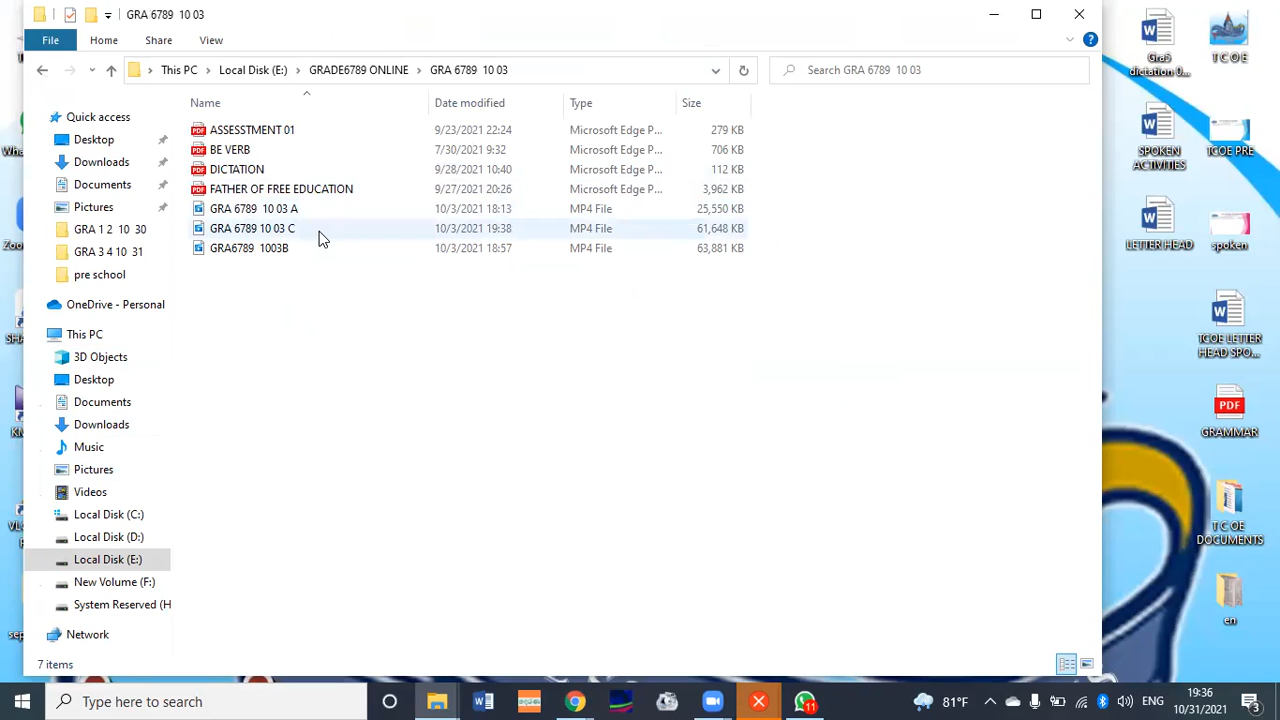 GRA 6789  10 03
File Home Share View
This PC Local Disk (E:) GRADE6789 ONLINE GRA 6789  10 03
Search GRA 6789  10 03
Name Date modified Type Size
ASSESSTMENT 01 9/25/2021 22:24 Microsoft Edge P... 279 KB
BE VERB 7/30/2021 9:32 Microsoft Edge P... 706 KB
DICTATION 9/28/2021 10:40 Microsoft Edge P... 112 KB
FATHER OF FREE EDUCATION 9/27/2021 20:26 Microsoft Edge P... 3,962 KB
GRA 6789  10 03 A 10/3/2021 18:13 MP4 File 25,550 KB
GRA 6789 10 03 C 10/3/2021 19:38 MP4 File 61,648 KB
GRA6789  1003B 10/3/2021 18:57 MP4 File 63,881 KB
Quick access
Desktop
Downloads
Documents
Pictures
GRA 1 2  10  30
GRA 3 4 10  31
pre school
OneDrive - Personal
This PC
3D Objects
Desktop
Documents
Downloads
Music
Pictures
Videos
Local Disk (C:)
Local Disk (D:)
Local Disk (E:)
New Volume (F:)
System Reserved (H
Network
7 items
Gra5
dictation 0...
T C O E
SPOKEN
ACTIVITIES
TCOE PRE
LETTER HEAD
spoken
TCOE LETTER
HEAD SPO...
PDF
GRAMMAR
T C OE
DOCUMENTS
en
Type here to search
11
81°F
ENG
19:36
10/31/2021
3